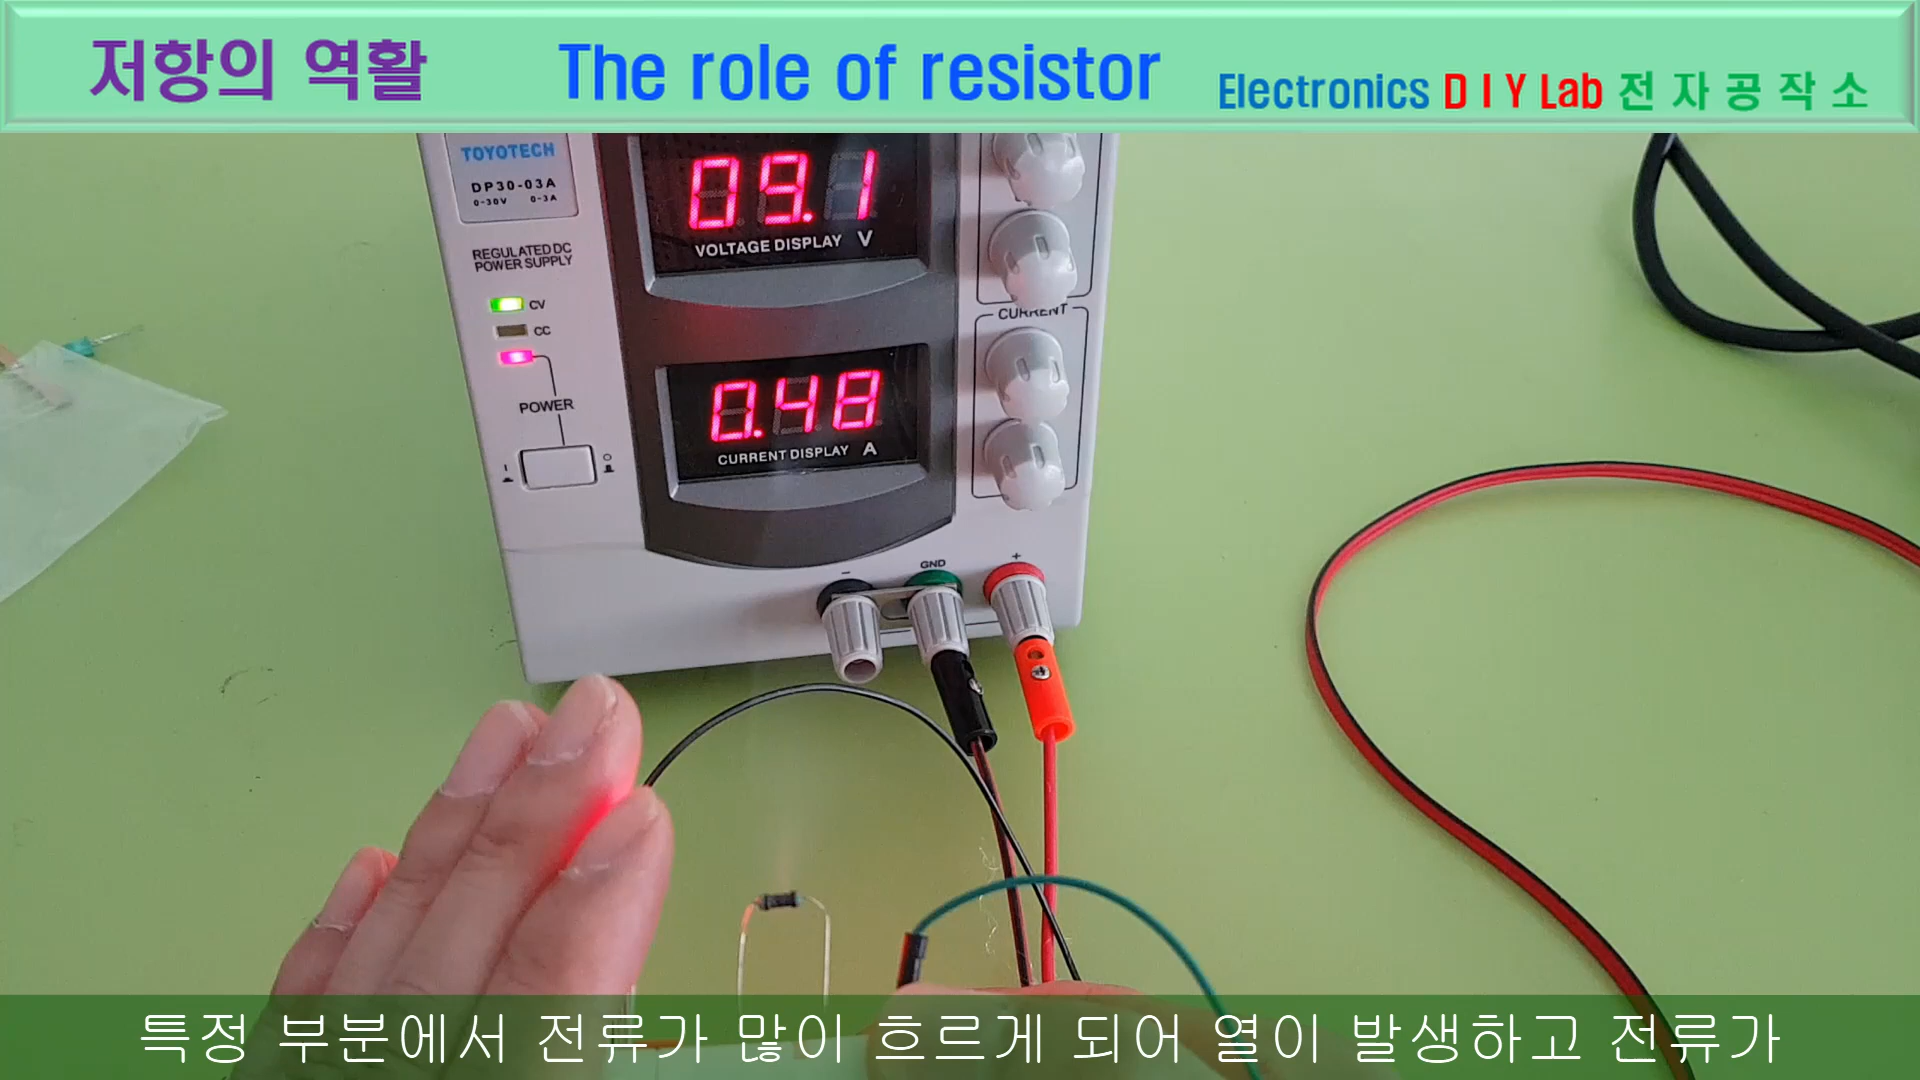 저항의 역활 The role of resistor Electronics D I Y Lab 전 자 공 작 소
TOYOTECH
DP30-03A
0-30V 0-3A
REGULATED DC
POWER SUPPLY
CV
CC
POWER
09.1
VOLTAGE DISPLAY V
CURRENT
0.48
CURRENT DISPLAY A
- GND +
특정 부분에서 전류가 많이 흐르게 되어 열이 발생하고 전류가